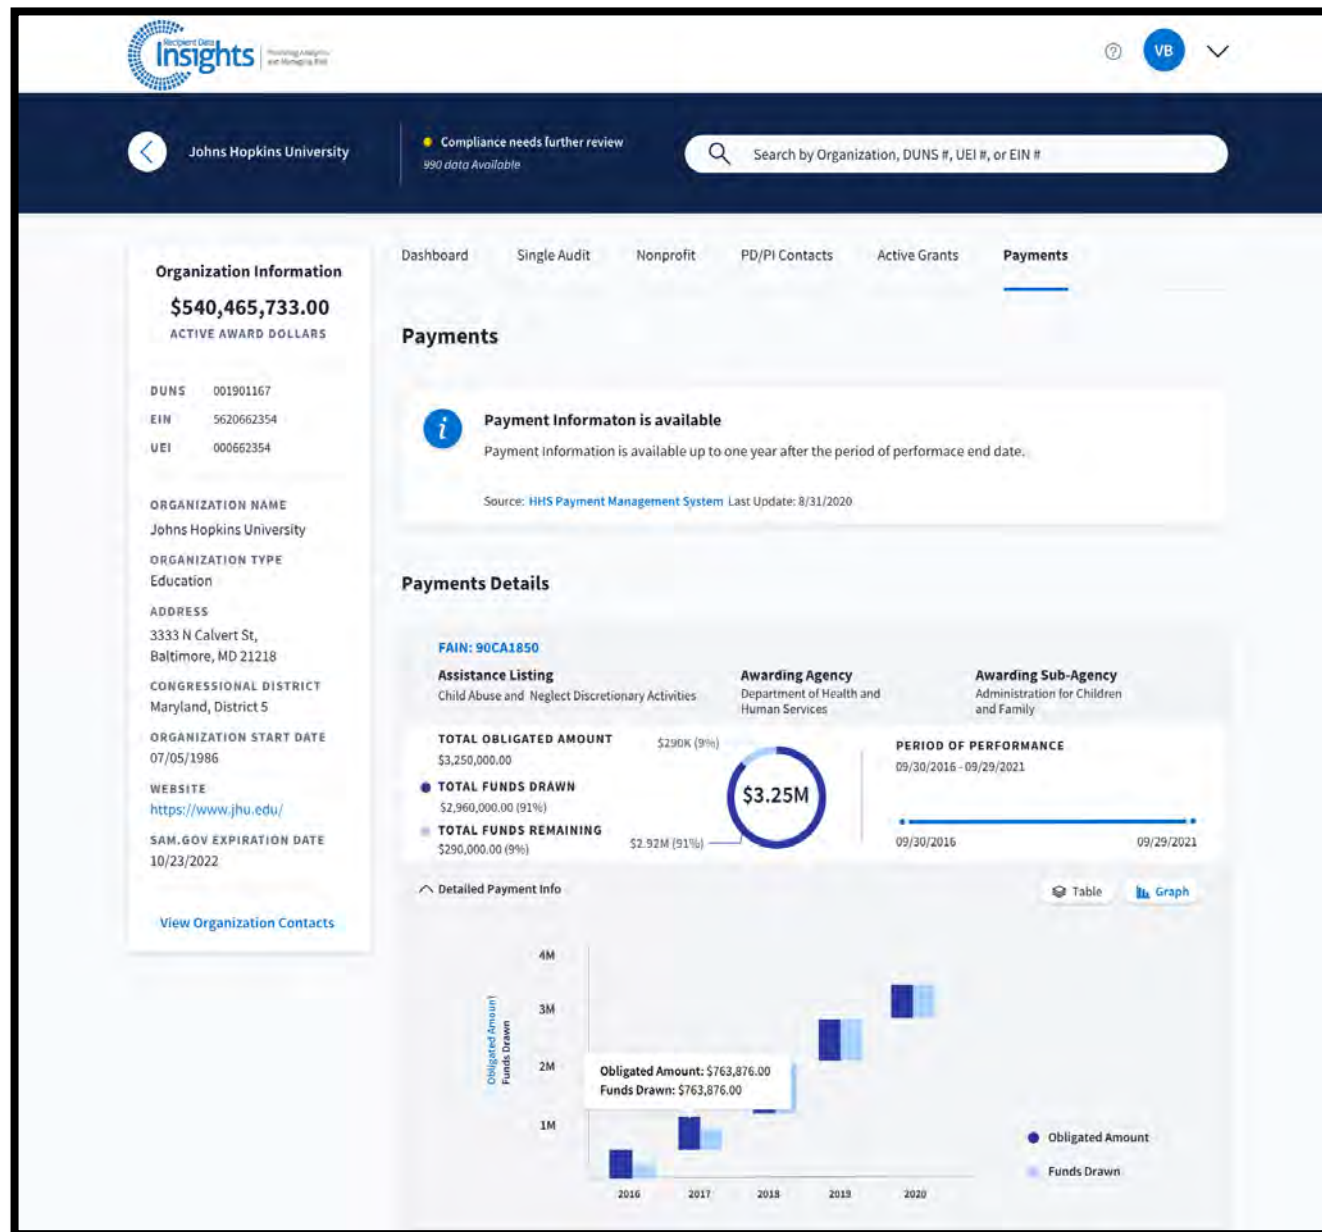 Recipient Data
Insights
VB
Johns Hopkins University
Compliance needs further review
990 data Available
Search by Organization, DUNS #, UEI #, or EIN #
Organization Information
$540,465,733.00
ACTIVE AWARD DOLLARS
DUNS 001901167
EIN 5620662354
UEI 000662354
ORGANIZATION NAME
Johns Hopkins University
ORGANIZATION TYPE
Education
ADDRESS
3333 N Calvert St,
Baltimore, MD 21218
CONGRESSIONAL DISTRICT
Maryland, District 5
ORGANIZATION START DATE
07/05/1986
WEBSITE
https://www.jhu.edu/
SAM.GOV EXPIRATION DATE
10/23/2022
View Organization Contacts
Dashboard Single Audit Nonprofit PD/PI Contacts Active Grants Payments
Payments
Payment Informaton is available
Payment Information is available up to one year after the period of performace end date.
Source: HHS Payment Management System Last Update: 8/31/2020
Payments Details
FAIN: 90CA1850
Assistance Listing
Child Abuse and Neglect Discretionary Activities
Awarding Agency
Department of Health and
Human Services
Awarding Sub-Agency
Administration for Children
and Family
TOTAL OBLIGATED AMOUNT
$3,250,000.00
TOTAL FUNDS DRAWN
$2,960,000.00 (91%)
TOTAL FUNDS REMAINING
$290,000.00 (9%)
$290K (9%)
$3.25M
$2.92M (91%)
PERIOD OF PERFORMANCE
09/30/2016 - 09/29/2021
09/30/2016 09/29/2021
Detailed Payment Info
Table Graph
Obligated Amount
Funds Drawn
4M
3M
2M
1M
Obligated Amount: $763,876.00
Funds Drawn: $763,876.00
2016 2017 2018 2019 2020
Obligated Amount
Funds Drawn